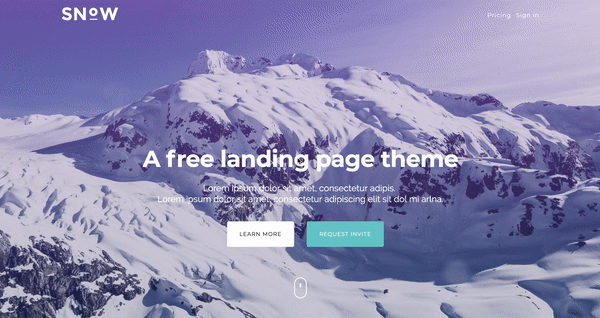 SNoW
Pricing Sign in
A free landing page theme
Lorem ipsum dolor sit amet, consectetur adipis.
Lorem ipsum dolor sit amet, consectetur adipiscing elit sit dol mi arina.
LEARN MORE
REQUEST INVITE